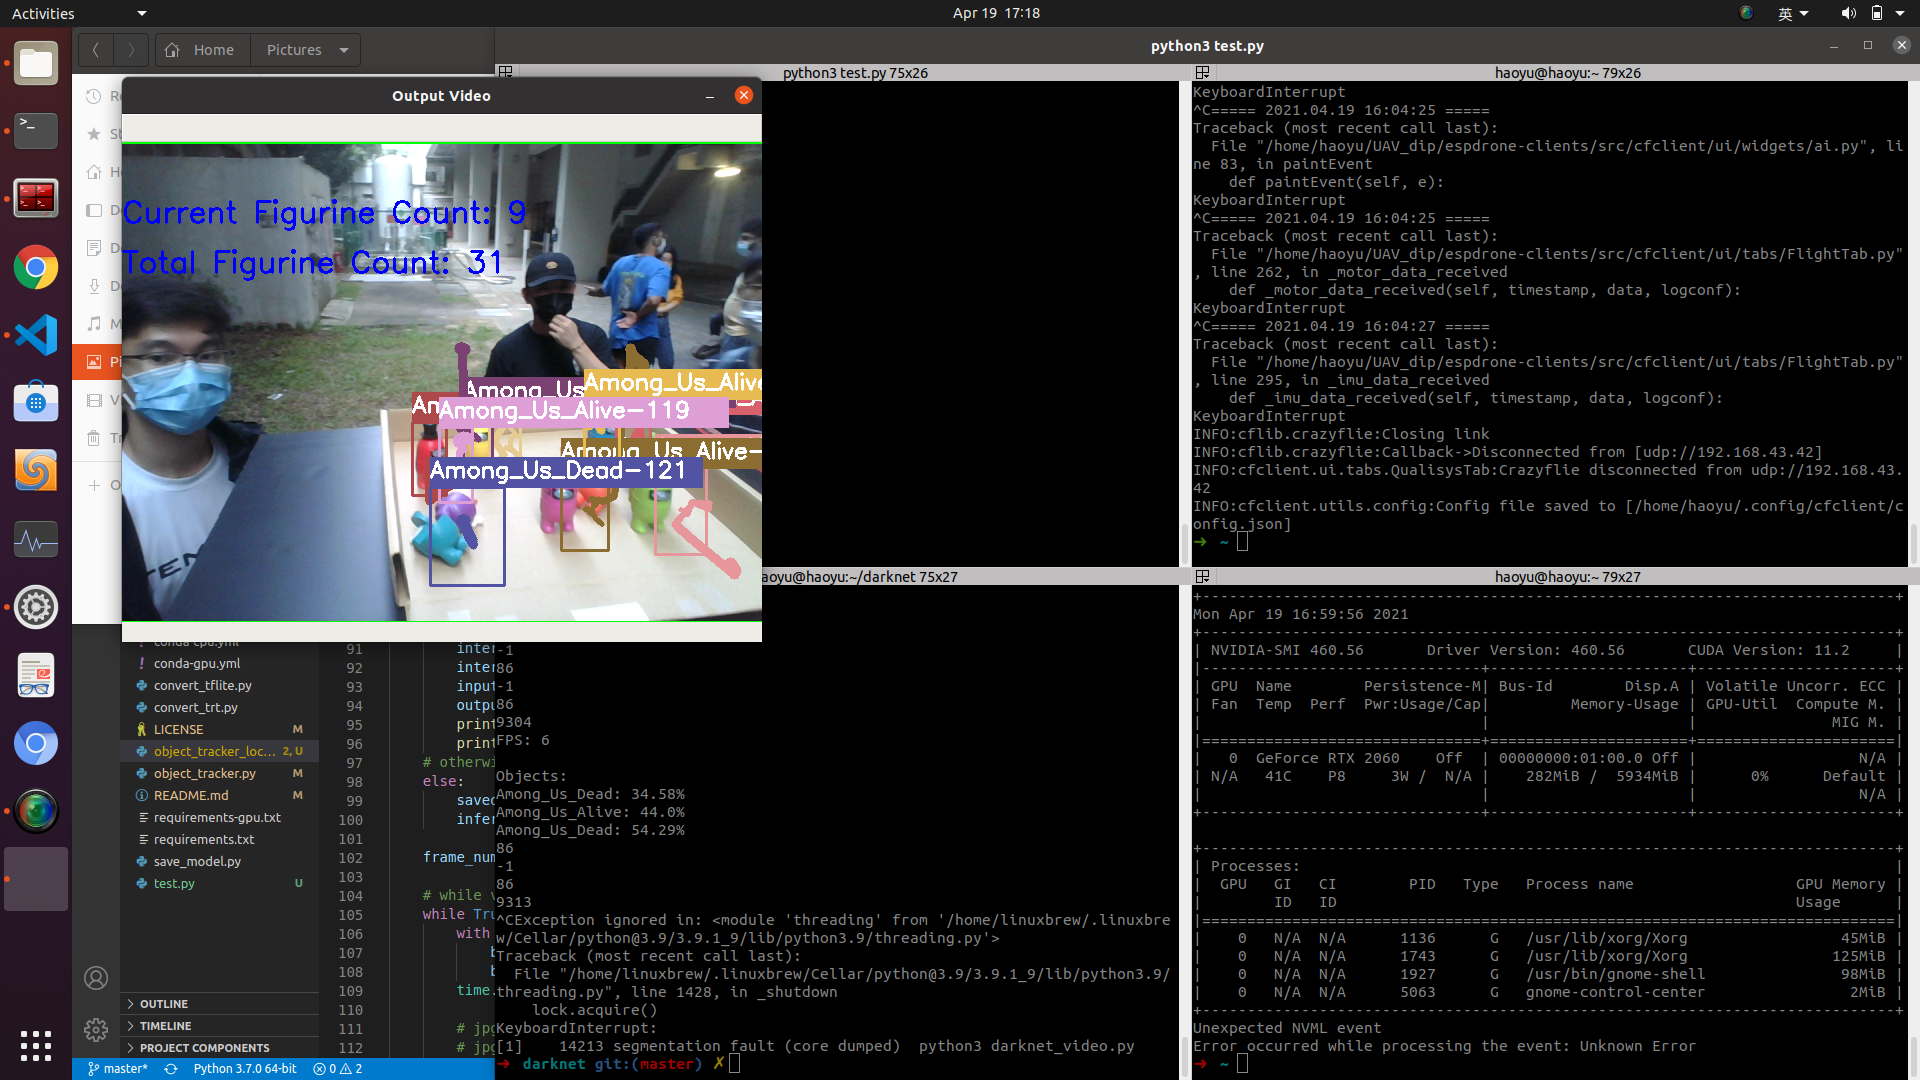 Activities
Apr 19 17:18
英
Home
Pictures
python3 test.py
python3 test.py 75x26
haoyu@haoyu:~ 79x26
Output Video
Current Figurine Count: 9
Total Figurine Count: 31
Among_Us
Among_Us_Alive
An
Among_Us_Alive-119
Among_Us_Alive-
Among_Us_Dead-121
KeyboardInterrupt
^C===== 2021.04.19 16:04:25 =====
Traceback (most recent call last):
File "/home/haoyu/UAV_dip/espdrone-clients/src/cfclient/ui/widgets/ai.py", li
ne 83, in paintEvent
def paintEvent(self, e):
KeyboardInterrupt
^C===== 2021.04.19 16:04:25 =====
Traceback (most recent call last):
File "/home/haoyu/UAV_dip/espdrone-clients/src/cfclient/ui/tabs/FlightTab.py"
, line 262, in _motor_data_received
def _motor_data_received(self, timestamp, data, logconf):
KeyboardInterrupt
^C===== 2021.04.19 16:04:27 =====
Traceback (most recent call last):
File "/home/haoyu/UAV_dip/espdrone-clients/src/cfclient/ui/tabs/FlightTab.py"
, line 295, in _imu_data_received
def _imu_data_received(self, timestamp, data, logconf):
KeyboardInterrupt
INFO:cflib.crazyflie:Closing link
INFO:cflib.crazyflie:Callback->Disconnected from [udp://192.168.43.42]
INFO:cfclient.ui.tabs.QualisysTab:Crazyflie disconnected from udp://192.168.43.
42
INFO:cfclient.utils.config:Config file saved to [/home/haoyu/.config/cfclient/c
onfig.json]
➜ ~
aoyu@haoyu:~/darknet 75x27
haoyu@haoyu:~ 79x27
conda-cpu.yml
! conda-gpu.yml
convert_tflite.py
convert_trt.py
LICENSE M
object_tracker_loc... 2, U
object_tracker.py M
README.md M
requirements-gpu.txt
requirements.txt
save_model.py
test.py U
OUTLINE
TIMELINE
PROJECT COMPONENTS
master*
Python 3.7.0 64-bit
0 2
91 inter
92 inter
93 input
94 outpu
95 print
96 print
97 # otherwi
98 else:
99 saved
100 infer
101
102 frame_num
103
104 # while v
105 while Tru
106 with
107 b
108 b
109 time.
110
111 # jpg
112 # jpg
-1
86
-1
86
9304
FPS: 6
Objects:
Among_Us_Dead: 34.58%
Among_Us_Alive: 44.0%
Among_Us_Dead: 54.29%
86
-1
86
9313
^CException ignored in: <module 'threading' from '/home/linuxbrew/.linuxbre
w/Cellar/python@3.9/3.9.1_9/lib/python3.9/threading.py'>
Traceback (most recent call last):
File "/home/linuxbrew/.linuxbrew/Cellar/python@3.9/3.9.1_9/lib/python3.9/
threading.py", line 1428, in _shutdown
lock.acquire()
KeyboardInterrupt:
[1] 14213 segmentation fault (core dumped) python3 darknet_video.py
➜ darknet git:(master) ✗
Mon Apr 19 16:59:56 2021
NVIDIA-SMI 460.56 Driver Version: 460.56 CUDA Version: 11.2
GPU Name Persistence-M| Bus-Id Disp.A | Volatile Uncorr. ECC
Fan Temp Perf Pwr:Usage/Cap| Memory-Usage | GPU-Util Compute M.
MIG M.
0 GeForce RTX 2060 Off | 00000000:01:00.0 Off | N/A
N/A 41C P8 3W / N/A | 282MiB / 5934MiB | 0% Default
N/A
Processes:
GPU GI CI PID Type Process name GPU Memory
ID ID Usage
0 N/A N/A 1136 G /usr/lib/xorg/Xorg 45MiB
0 N/A N/A 1743 G /usr/lib/xorg/Xorg 125MiB
0 N/A N/A 1927 G /usr/bin/gnome-shell 98MiB
0 N/A N/A 5063 G gnome-control-center 2MiB
Unexpected NVML event
Error occurred while processing the event: Unknown Error
➜ ~